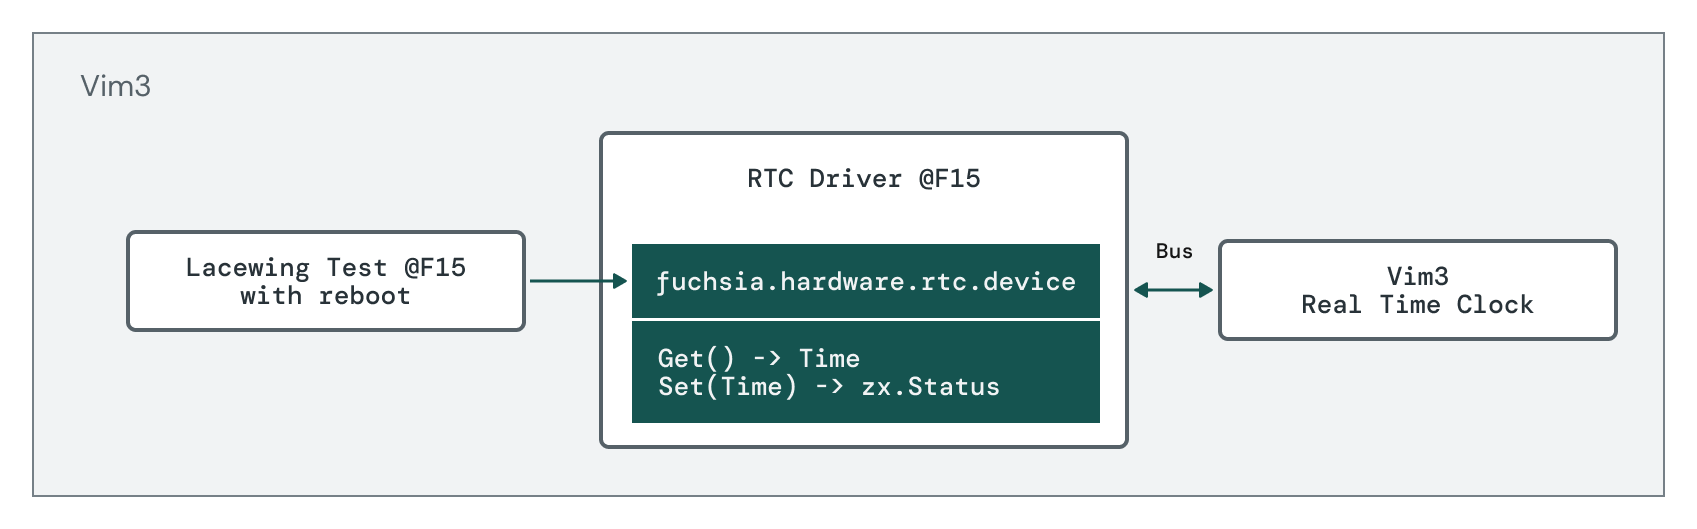 Vim3
RTC Driver @F15
Lacewing Test @F15
with reboot
fuchsia.hardware.rtc.device
Get() -> Time
Set(Time) -> zx.Status
Bus
Vim3
Real Time Clock